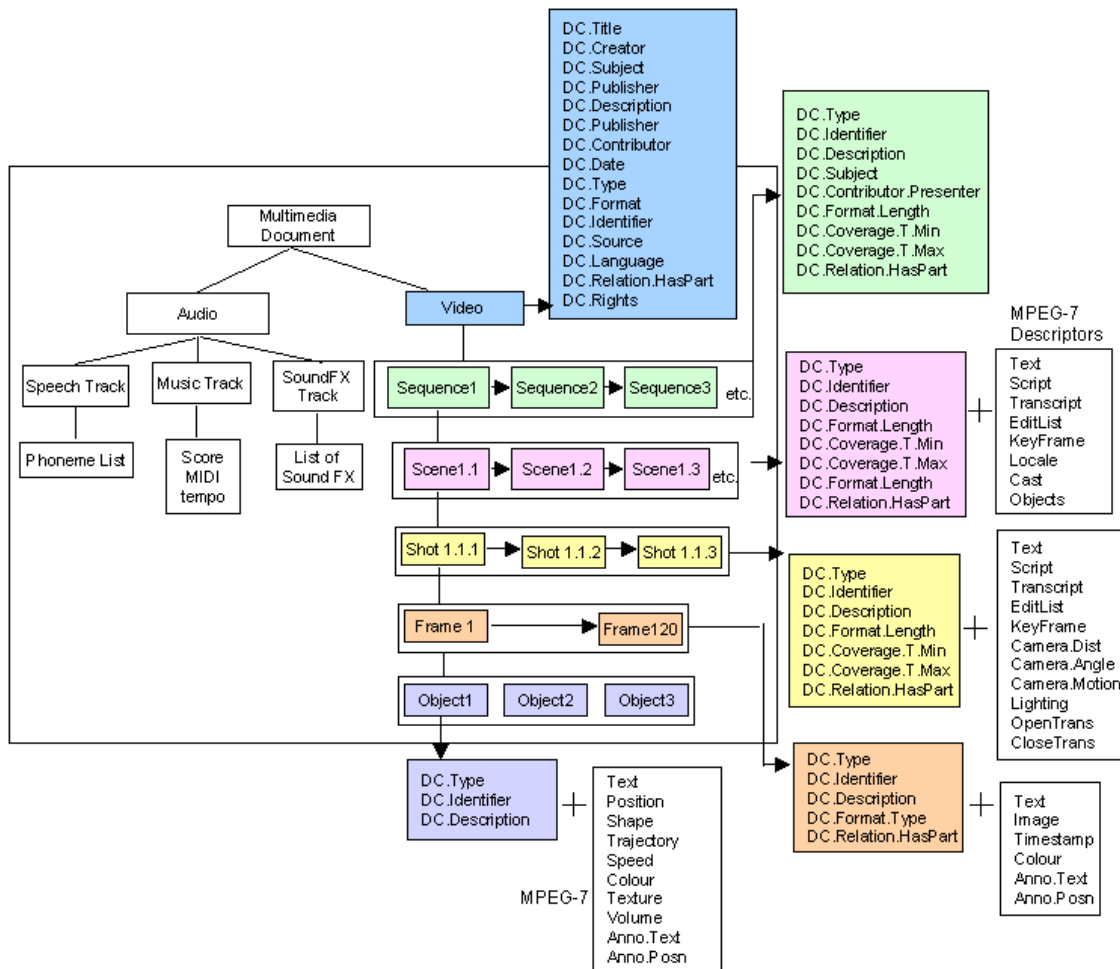 DC.Title
DC.Creator
DC.Subject
DC.Publisher
DC.Description
DC.Publisher
DC.Contributor
DC.Date
DC.Type
DC.Format
DC.Identifier
DC.Source
DC.Language
DC.Relation.HasPart
DC.Rights
DC.Type
DC.Identifier
DC.Description
DC.Subject
DC.Contributor.Presenter
DC.Format.Length
DC.Coverage.T.Min
DC.Coverage.T.Max
DC.Relation.HasPart
Multimedia
Document
Audio
Video
Speech Track
Music Track
SoundFX
Track
Phoneme List
Score
MIDI
tempo
List of
Sound FX
Sequence1
Sequence2
Sequence3
etc.
Scene1.1
Scene1.2
Scene1.3
etc.
Shot 1.1.1
Shot 1.1.2
Shot 1.1.3
Frame 1
Frame120
Object1
Object2
Object3
MPEG-7
Descriptors
DC.Type
DC.Identifier
DC.Description
DC.Format.Length
DC.Coverage.T.Min
DC.Coverage.T.Max
DC.Format.Length
DC.Relation.HasPart
Text
Script
Transcript
EditList
KeyFrame
Locale
Cast
Objects
DC.Type
DC.Identifier
DC.Description
DC.Format.Length
DC.Coverage.T.Min
DC.Coverage.T.Max
DC.Relation.HasPart
Text
Script
Transcript
EditList
KeyFrame
Camera.Dist
Camera.Angle
Camera.Motion
Lighting
OpenTrans
CloseTrans
DC.Type
DC.Identifier
DC.Description
DC.Format.Type
DC.Relation.HasPart
Text
Image
Timestamp
Colour
Anno.Text
Anno.Posn
DC.Type
DC.Identifier
DC.Description
MPEG-7
Text
Position
Shape
Trajectory
Speed
Colour
Texture
Volume
Anno.Text
Anno.Posn